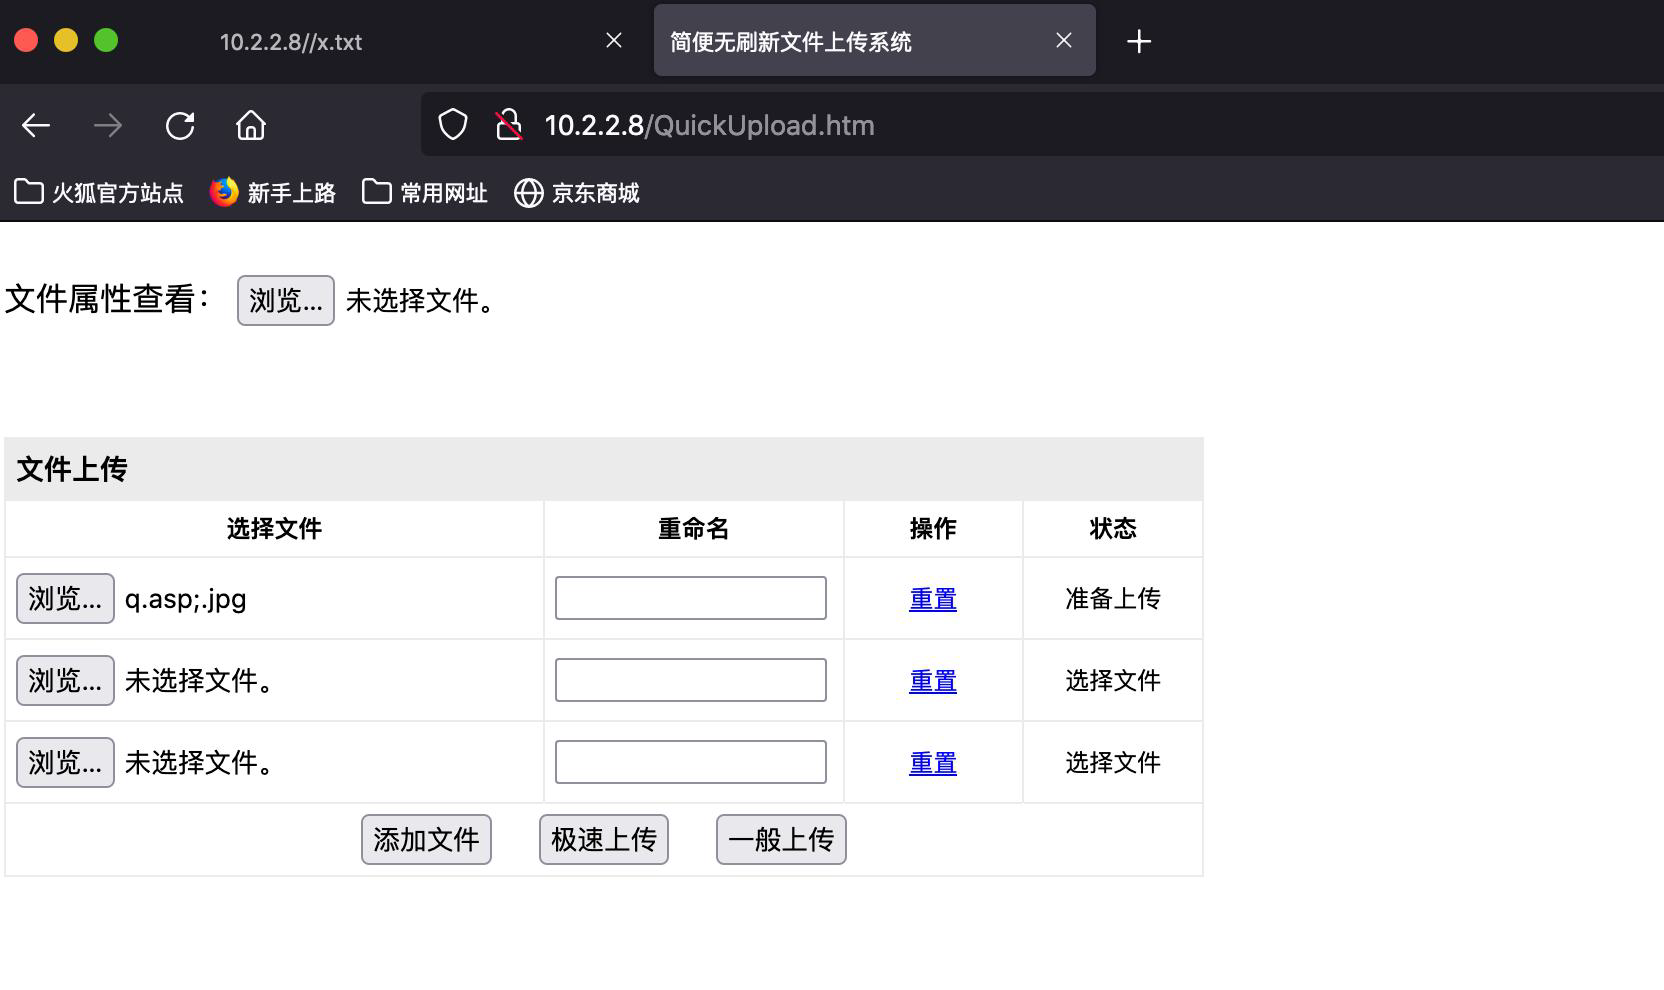 10.2.2.8//x.txt 简便无刷新文件上传系统
10.2.2.8/QuickUpload.htm
火狐官方站点 新手上路 常用网址 京东商城
文件属性查看： 浏览... 未选择文件。
文件上传
选择文件 重命名 操作 状态
浏览... q.asp;.jpg 重置 准备上传
浏览... 未选择文件。 重置 选择文件
浏览... 未选择文件。 重置 选择文件
添加文件 极速上传 一般上传